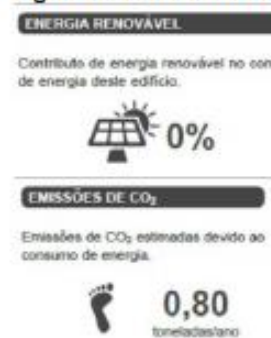 ENERGIA RENOVÁVEL
Contributo de energia renovável no con
de energia deste edifício.
0%
EMISSÕES DE CO₂
Emissões de CO₂ estimadas devido ao
consumo de energia.
0,80
toneladas/ano